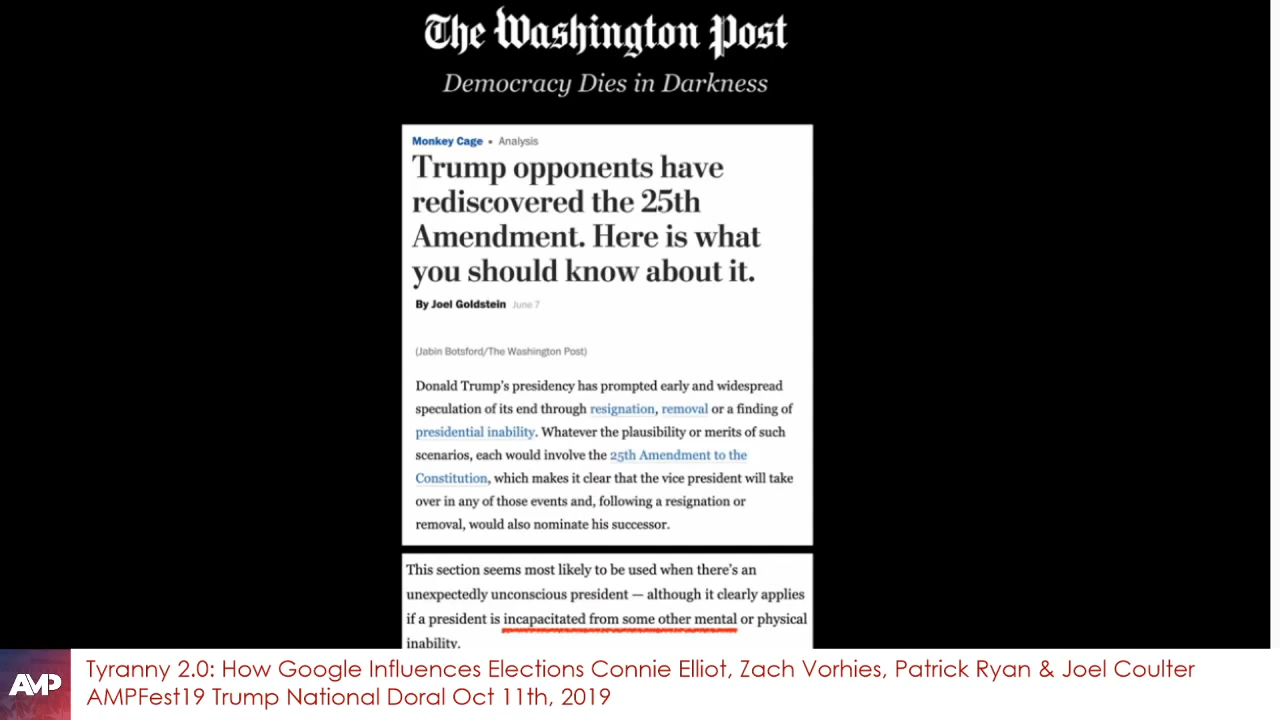 The Washington Post
Democracy Dies in Darkness
Monkey Cage • Analysis
Trump opponents have
rediscovered the 25th
Amendment. Here is what
you should know about it.
By Joel Goldstein June 7
(Jabin Botsford/The Washington Post)
Donald Trump's presidency has prompted early and widespread
speculation of its end through resignation, removal or a finding of
presidential inability. Whatever the plausibility or merits of such
scenarios, each would involve the 25th Amendment to the
Constitution, which makes it clear that the vice president will take
over in any of those events and, following a resignation or
removal, would also nominate his successor.
This section seems most likely to be used when there's an
unexpectedly unconscious president — although it clearly applies
if a president is incapacitated from some other mental or physical
inability.
AMP
Tyranny 2.0: How Google Influences Elections Connie Elliot, Zach Vorhies, Patrick Ryan & Joel Coulter
AMPFest19 Trump National Doral Oct 11th, 2019